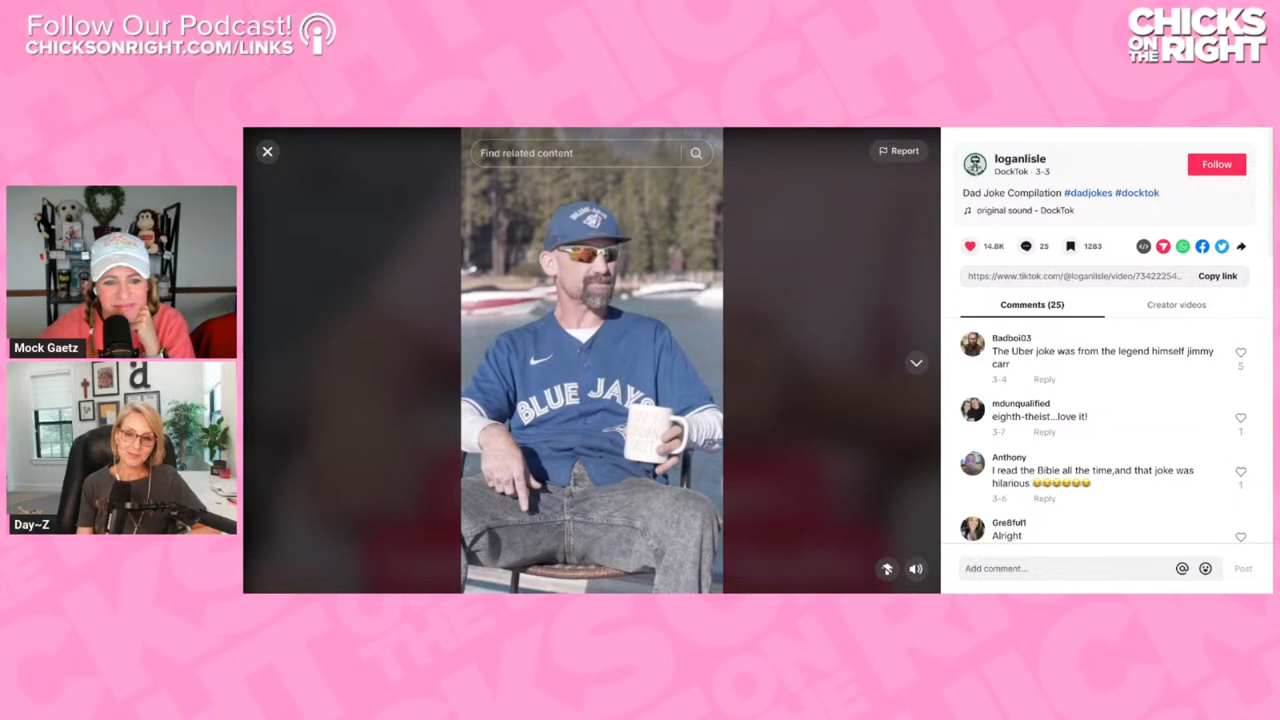 Follow Our Podcast!
CHICKSONRIGHT.COM/LINKS
CHICKS
ON THE RIGHT
Mock Gaetz
Day~Z
Find related content
Report
BLUE JAYS
loganlisle
DockTok · 3-3
Follow
Dad Joke Compilation #dadjokes #docktok
original sound - DockTok
14.8K
25
1283
https://www.tiktok.com/@loganlisle/video/73422254...
Copy link
Comments (25)
Creator videos
Badboi03
The Uber joke was from the legend himself jimmy
carr
5
3-4
Reply
mdunqualified
eighth-theist...love it!
1
3-7
Reply
Anthony
I read the Bible all the time,and that joke was
hilarious 😂😂😂😂😂😂
1
3-6
Reply
Gre8ful1
Alright
Add comment...
Post